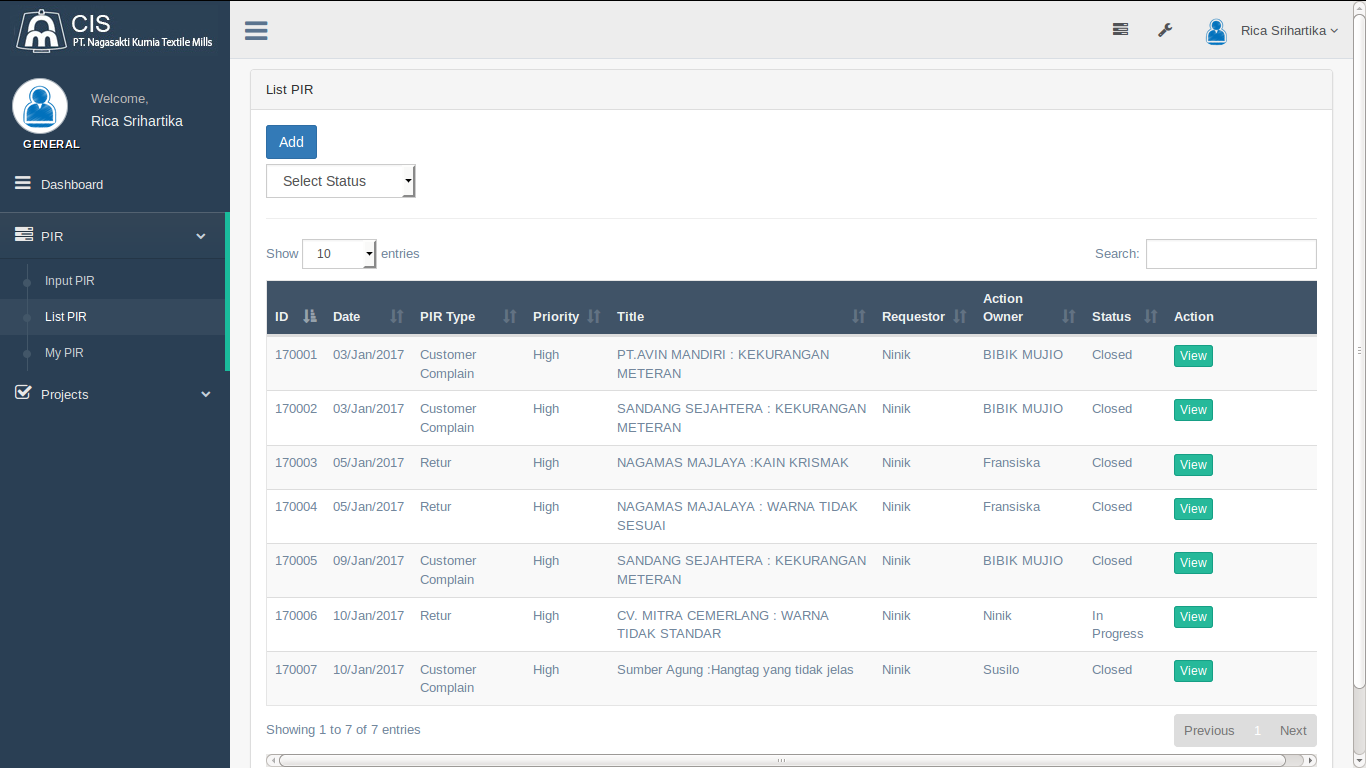 CIS
PT. Nagasakti Kurnia Textile Mills
Rica Srihartika
Welcome,
Rica Srihartika
GENERAL
Dashboard
PIR
Input PIR
List PIR
My PIR
Projects
List PIR
Add
Select Status
Show 10 entries Search:
ID Date PIR Type Priority Title Requestor Action Owner Status Action
170001 03/Jan/2017 Customer High PT.AVIN MANDIRI : KEKURANGAN Ninik BIBIK MUJIO Closed View
Complain METERAN
170002 03/Jan/2017 Customer High SANDANG SEJAHTERA : KEKURANGAN Ninik BIBIK MUJIO Closed View
Complain METERAN
170003 05/Jan/2017 Retur High NAGAMAS MAJLAYA :KAIN KRISMAK Ninik Fransiska Closed View
170004 05/Jan/2017 Retur High NAGAMAS MAJALAYA : WARNA TIDAK Ninik Fransiska Closed View
SESUAI
170005 09/Jan/2017 Customer High SANDANG SEJAHTERA : KEKURANGAN Ninik BIBIK MUJIO Closed View
Complain METERAN
170006 10/Jan/2017 Retur High CV. MITRA CEMERLANG : WARNA Ninik Ninik In View
TIDAK STANDAR Progress
170007 10/Jan/2017 Customer High Sumber Agung :Hangtag yang tidak jelas Ninik Susilo Closed View
Complain
Showing 1 to 7 of 7 entries Previous 1 Next